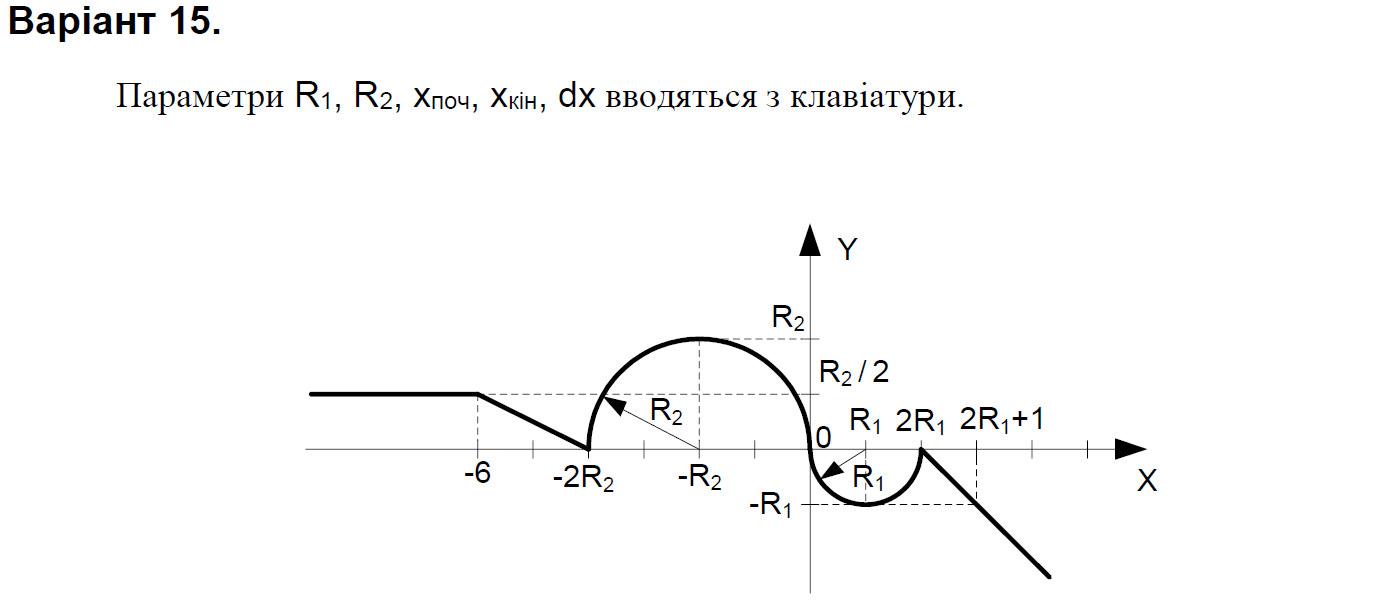 Варіант 15.
Параметри R1, R2, xпоч, xкін, dx вводяться з клавіатури.
Y
R2
R2 / 2
R2
0
R1
2R1
2R1+1
-6
-2R2
-R2
R1
X
-R1